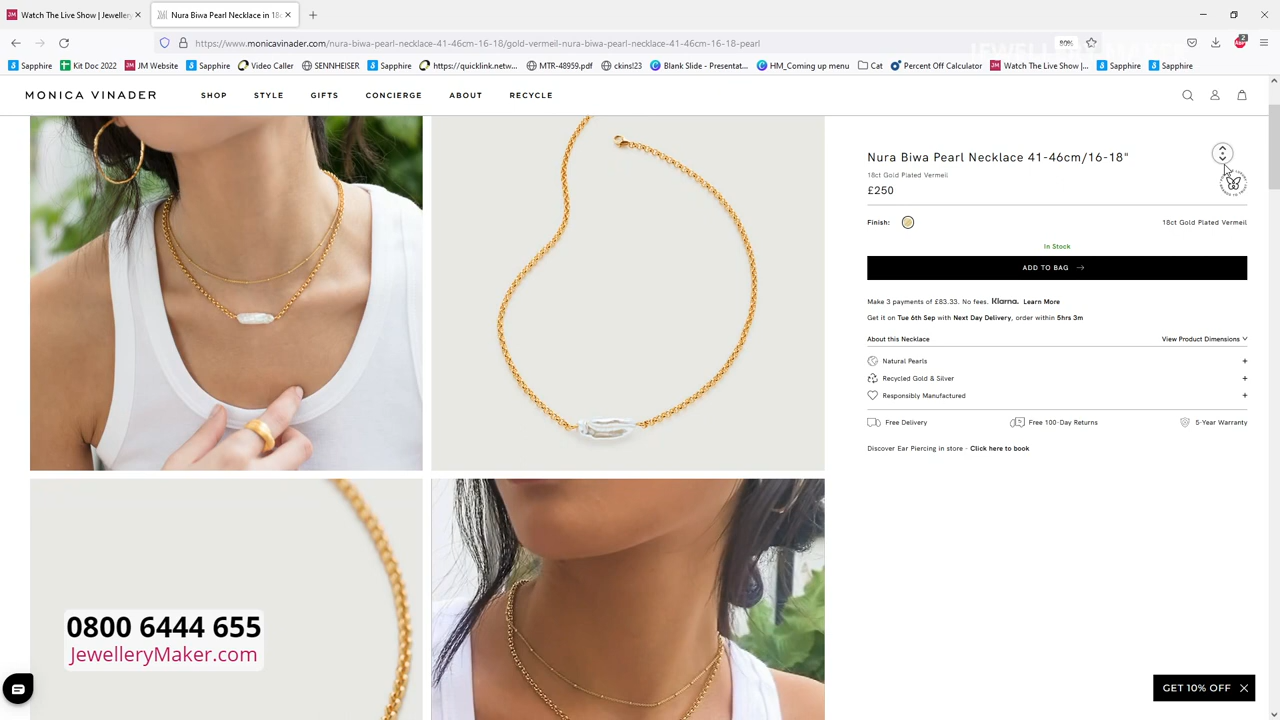 Watch The Live Show | Jewellery
Nura Biwa Pearl Necklace in 18
https://www.monicavinader.com/nura-biwa-pearl-necklace-41-46cm-16-18/gold-vermeil-nura-biwa-pearl-necklace-41-46cm-16-18-pearl
90%
2
Sapphire
Kit Doc 2022
JM Website
Sapphire
Video Caller
SENNHEISER
Sapphire
https://quicklink.netw...
MTR-48959.pdf
ckins!23
Blank Slide - Presentat...
HM_Coming up menu
Cat
Percent Off Calculator
Watch The Live Show |...
Sapphire
Sapphire
MONICA VINADER
SHOP
STYLE
GIFTS
CONCIERGE
ABOUT
RECYCLE
Nura Biwa Pearl Necklace 41-46cm/16-18"
18ct Gold Plated Vermeil
£250
Finish:
18ct Gold Plated Vermeil
In Stock
ADD TO BAG
Make 3 payments of £83.33. No fees. Klarna. Learn More
Get it on Tue 6th Sep with Next Day Delivery, order within 5hrs 3m
About this Necklace
View Product Dimensions
Natural Pearls +
Recycled Gold & Silver +
Responsibly Manufactured +
Free Delivery
Free 100-Day Returns
5-Year Warranty
Discover Ear Piercing in store - Click here to book
0800 6444 655
JewelleryMaker.com
GET 10% OFF